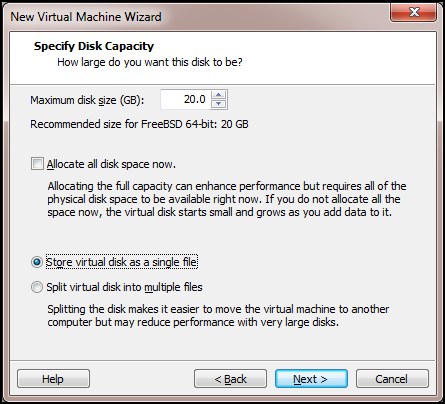 New Virtual Machine Wizard
Specify Disk Capacity
How large do you want this disk to be?
Maximum disk size (GB): 20.0
Recommended size for FreeBSD 64-bit: 20 GB
Allocate all disk space now.
Allocating the full capacity can enhance performance but requires all of the
physical disk space to be available right now. If you do not allocate all the
space now, the virtual disk starts small and grows as you add data to it.
Store virtual disk as a single file
Split virtual disk into multiple files
Splitting the disk makes it easier to move the virtual machine to another
computer but may reduce performance with very large disks.
Help < Back Next > Cancel